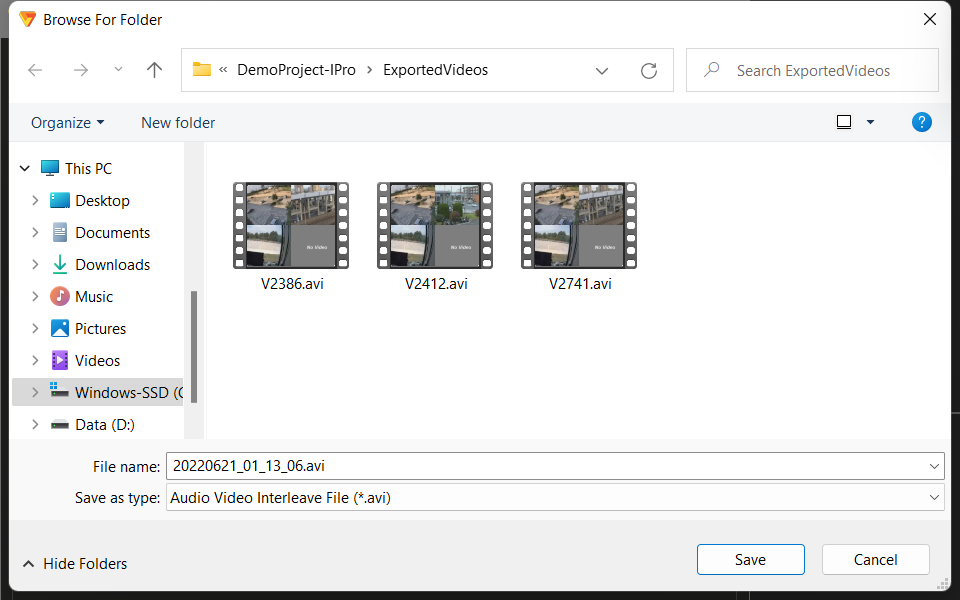 Browse For Folder
« DemoProject-IPro > ExportedVideos
Search ExportedVideos
Organize
New folder
?
This PC
Desktop
Documents
Downloads
Music
Pictures
Videos
Windows-SSD (C
Data (D:)
No Video
No Video
No Video
V2386.avi
V2412.avi
V2741.avi
File name: 20220621_01_13_06.avi
Save as type: Audio Video Interleave File (*.avi)
Hide Folders
Save
Cancel